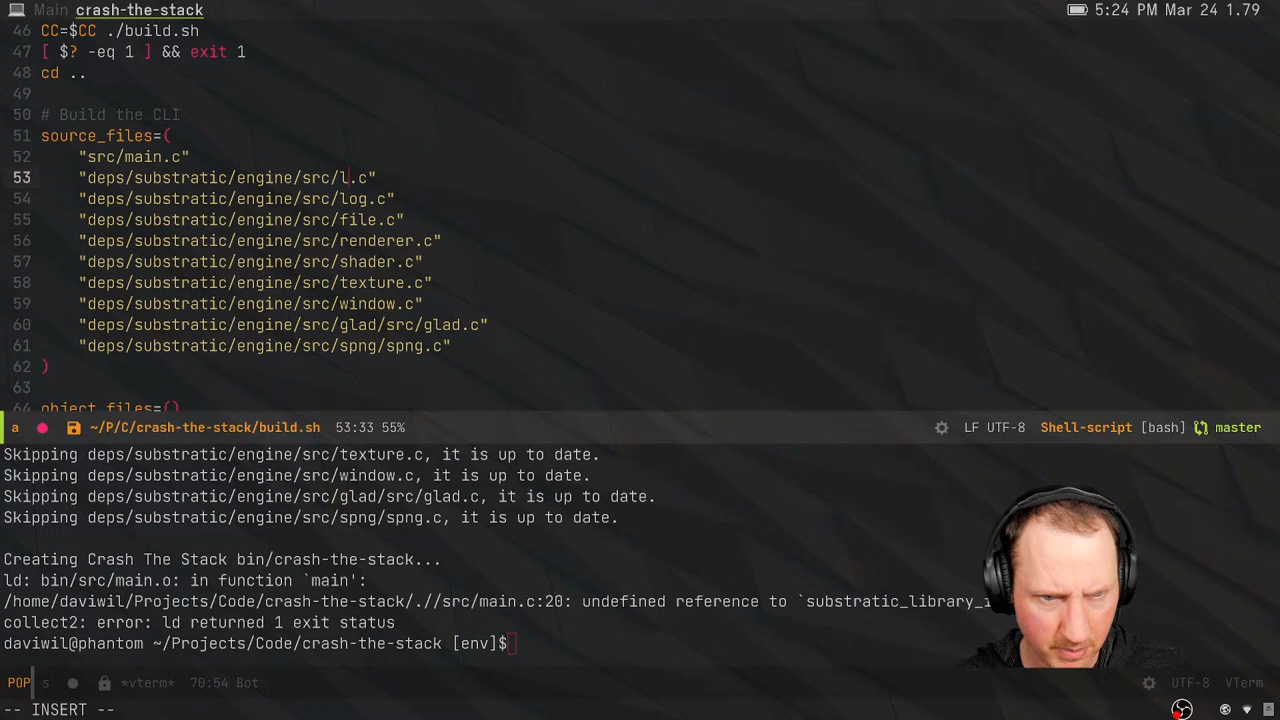 Main crash-the-stack
5:24 PM Mar 24 1.79
46 CC=$CC ./build.sh
47 [ $? -eq 1 ] && exit 1
48 cd ..
49
50 # Build the CLI
51 source_files=(
52 "src/main.c"
53 "deps/substratic/engine/src/l.c"
54 "deps/substratic/engine/src/log.c"
55 "deps/substratic/engine/src/file.c"
56 "deps/substratic/engine/src/renderer.c"
57 "deps/substratic/engine/src/shader.c"
58 "deps/substratic/engine/src/texture.c"
59 "deps/substratic/engine/src/window.c"
60 "deps/substratic/engine/src/glad/src/glad.c"
61 "deps/substratic/engine/src/spng/spng.c"
62 )
63
64 object_files=()
a ~/P/C/crash-the-stack/build.sh 53:33 55% LF UTF-8 Shell-script [bash] master
Skipping deps/substratic/engine/src/texture.c, it is up to date.
Skipping deps/substratic/engine/src/window.c, it is up to date.
Skipping deps/substratic/engine/src/glad/src/glad.c, it is up to date.
Skipping deps/substratic/engine/src/spng/spng.c, it is up to date.
Creating Crash The Stack bin/crash-the-stack...
ld: bin/src/main.o: in function `main':
/home/daviwil/Projects/Code/crash-the-stack/.//src/main.c:20: undefined reference to `substratic_library_
collect2: error: ld returned 1 exit status
daviwil@phantom ~/Projects/Code/crash-the-stack [env]$
POP s *vterm* 70:54 Bot UTF-8 VTerm
-- INSERT --